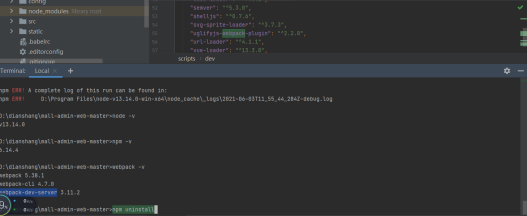 config
node_modules library root
src
static
.babelrc
.editorconfig
"semver": "^5.3.0"
"shelljs": "^0.7.6"
"svg-sprite-loader": "^3.7.3",
"uglifyjs-webpack-plugin": "^1.1.1",
"url-loader":
"vue-loader": "^13.3.0",
scripts › dev
Terminal: Local × +
npm ERR! A complete log of this run can be found in:
npm ERR! D:\Program Files\node-v13.14.0-win-x64\node_cache\_logs\2021-06-03T11_55_44_284Z-debug.log
D:\dianshang\mall-admin-web-master>node -v
v13.14.0
D:\dianshang\mall-admin-web-master>npm -v
6.14.4
D:\dianshang\mall-admin-web-master>webpack -v
webpack 5.38.1
webpack-cli 4.7.0
webpack-dev-server 3.11.2
g\mall-admin-web-master>npm uninstall